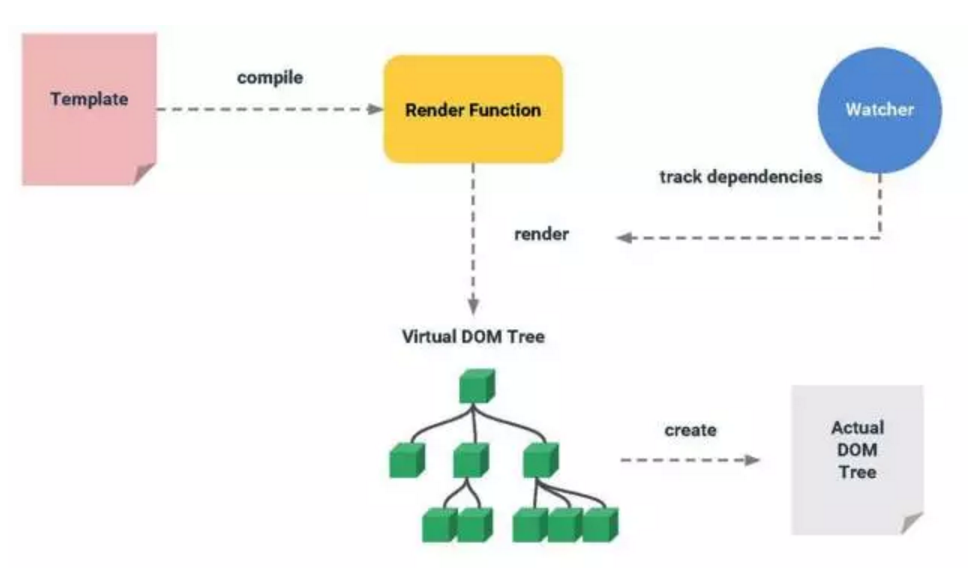 Template
compile
Render Function
Watcher
track dependencies
render
Virtual DOM Tree
create
Actual
DOM
Tree